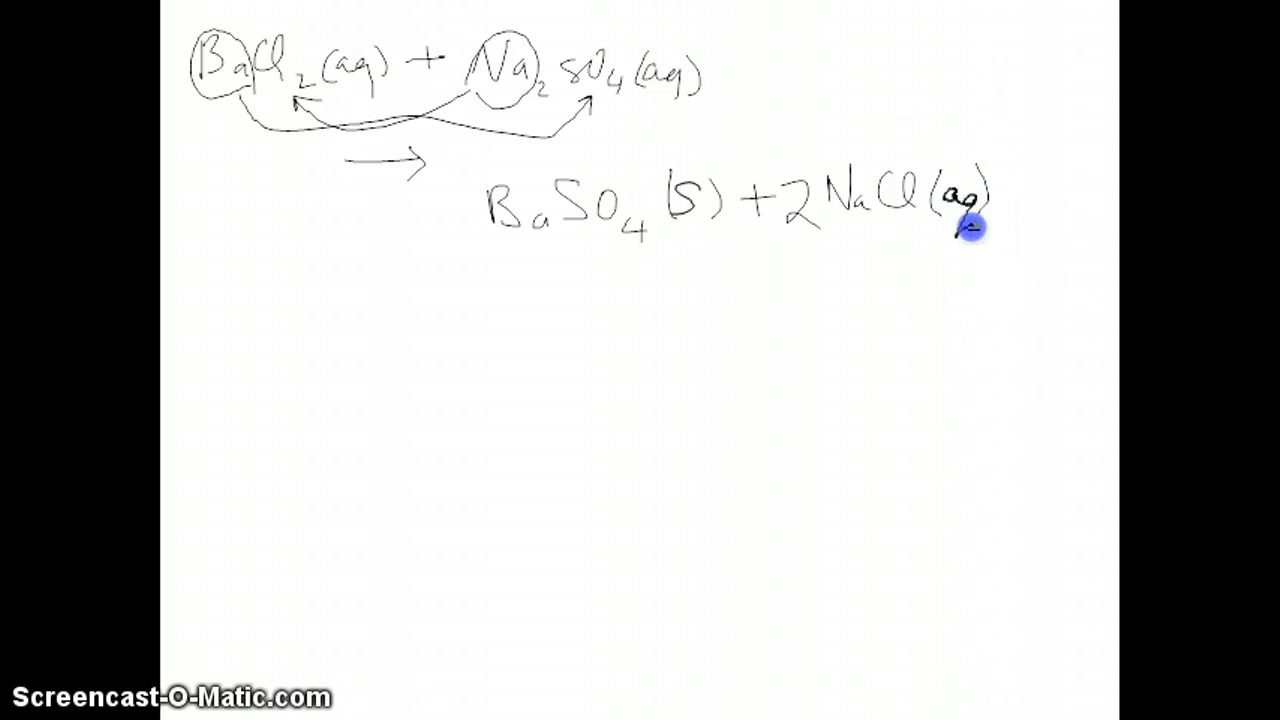 BaCl₂(aq) + Na₂SO₄(aq)
→
BaSO₄(s) + 2NaCl(aq)
Screencast-O-Matic.com